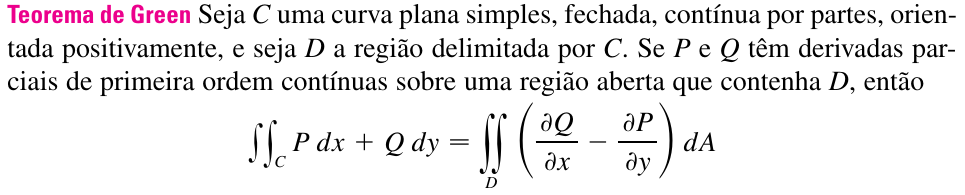 Teorema de Green Seja C uma curva plana simples, fechada, contínua por partes, orien-
tada positivamente, e seja D a região delimitada por C. Se P e Q têm derivadas par-
ciais de primeira ordem contínuas sobre uma região aberta que contenha D, então
∬_C P dx + Q dy = ∬_D (∂Q/∂x − ∂P/∂y) dA